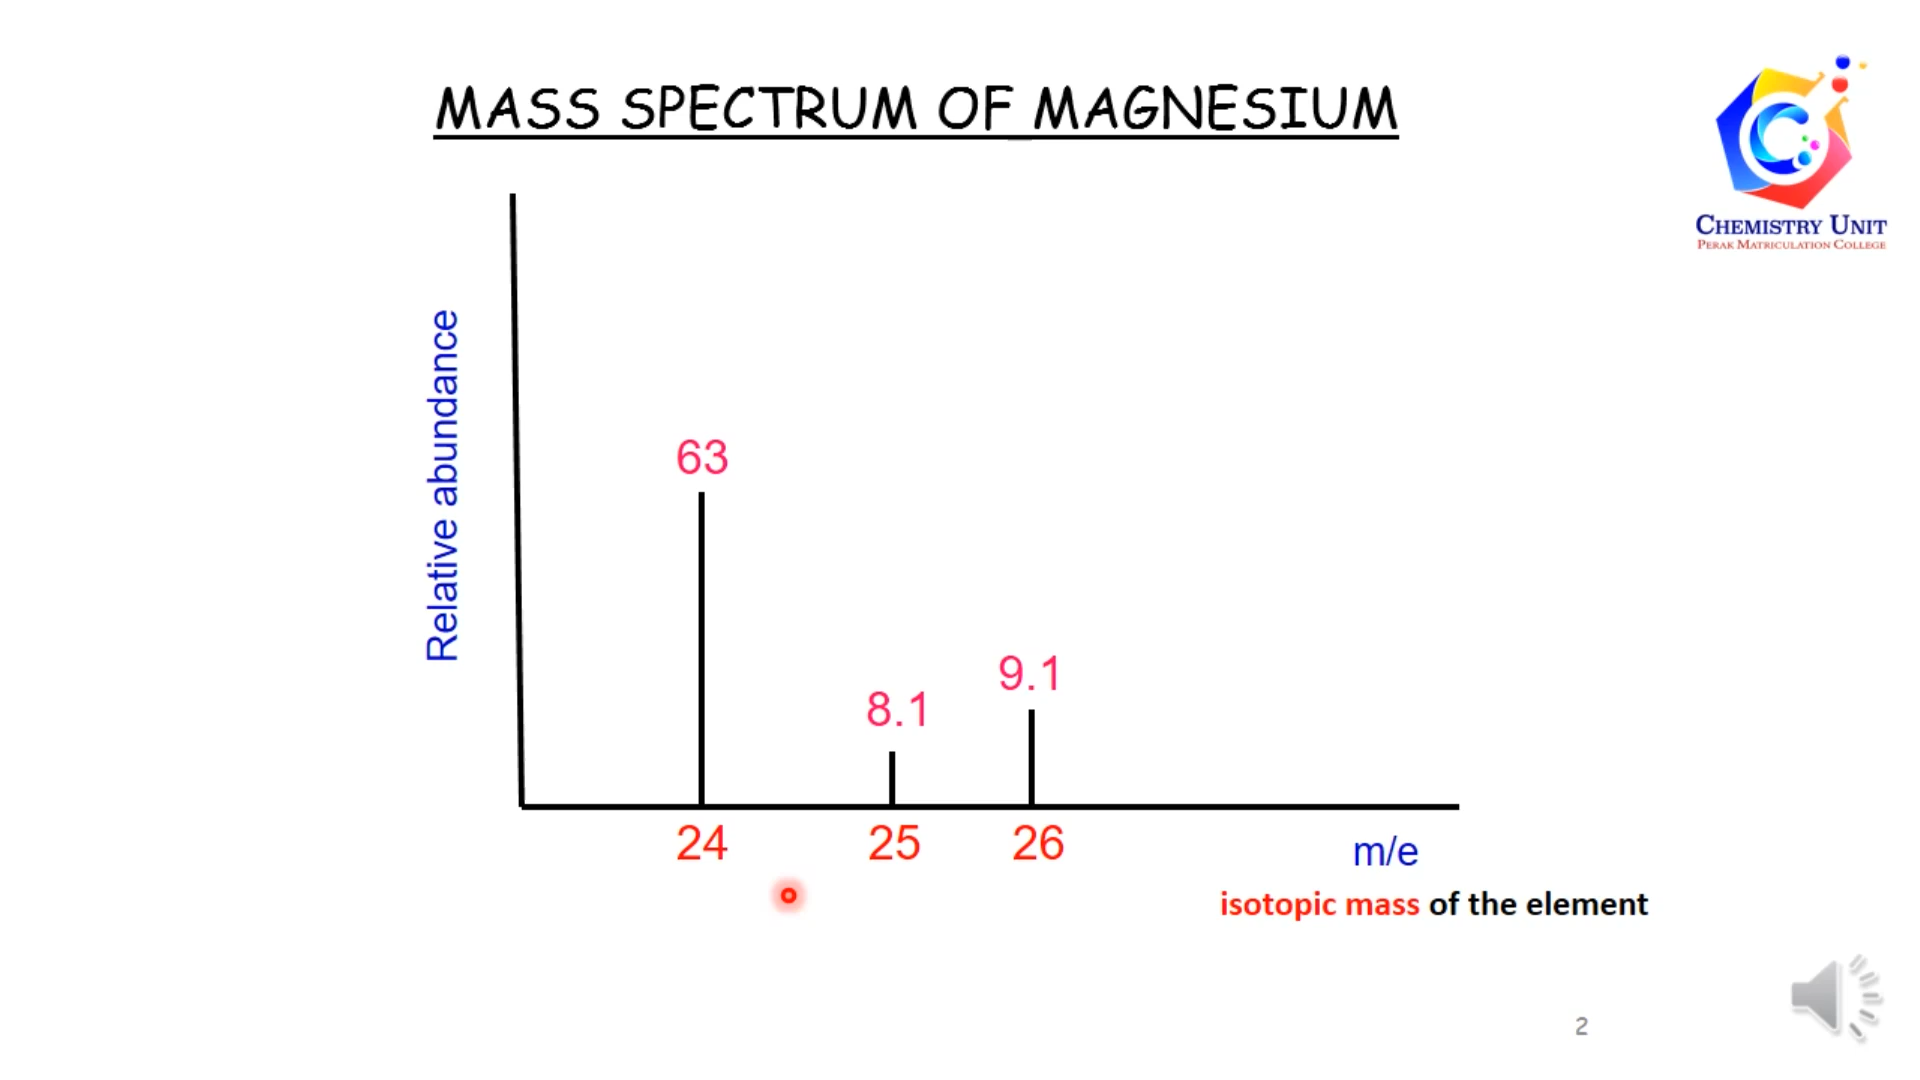 MASS SPECTRUM OF MAGNESIUM
CHEMISTRY UNIT
PERAK MATRICULATION COLLEGE
Relative abundance
63
8.1
9.1
24
25
26
m/e
isotopic mass of the element
2